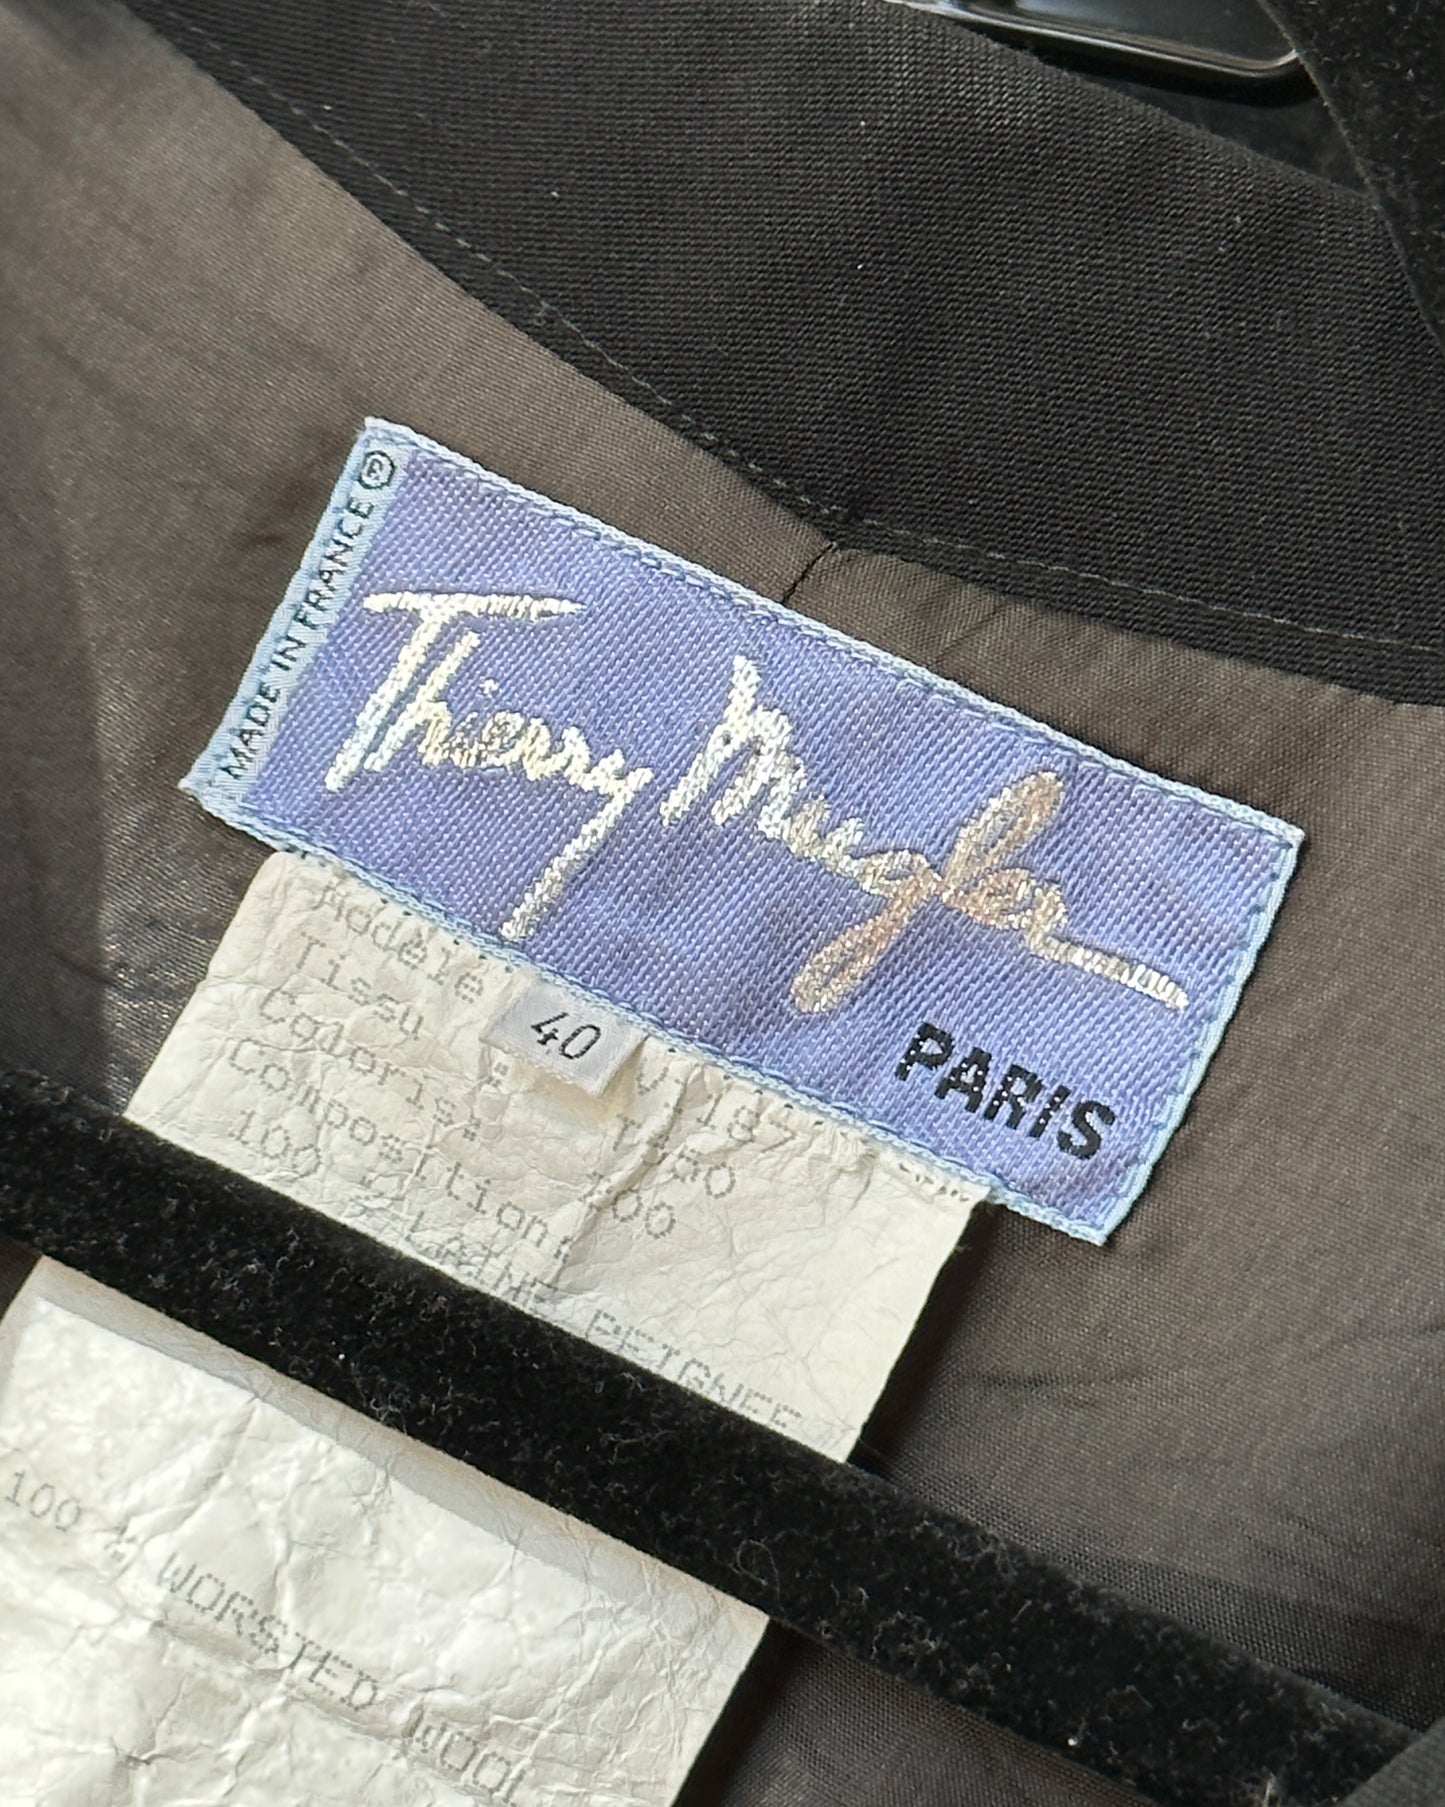 MADE IN FRANCE ®
Thierry Mugler
PARIS
40
Modèle
Tissu
Coloris:
Composition:
100 % LAINE PEIGNEE
100 % WORSTED WOOL